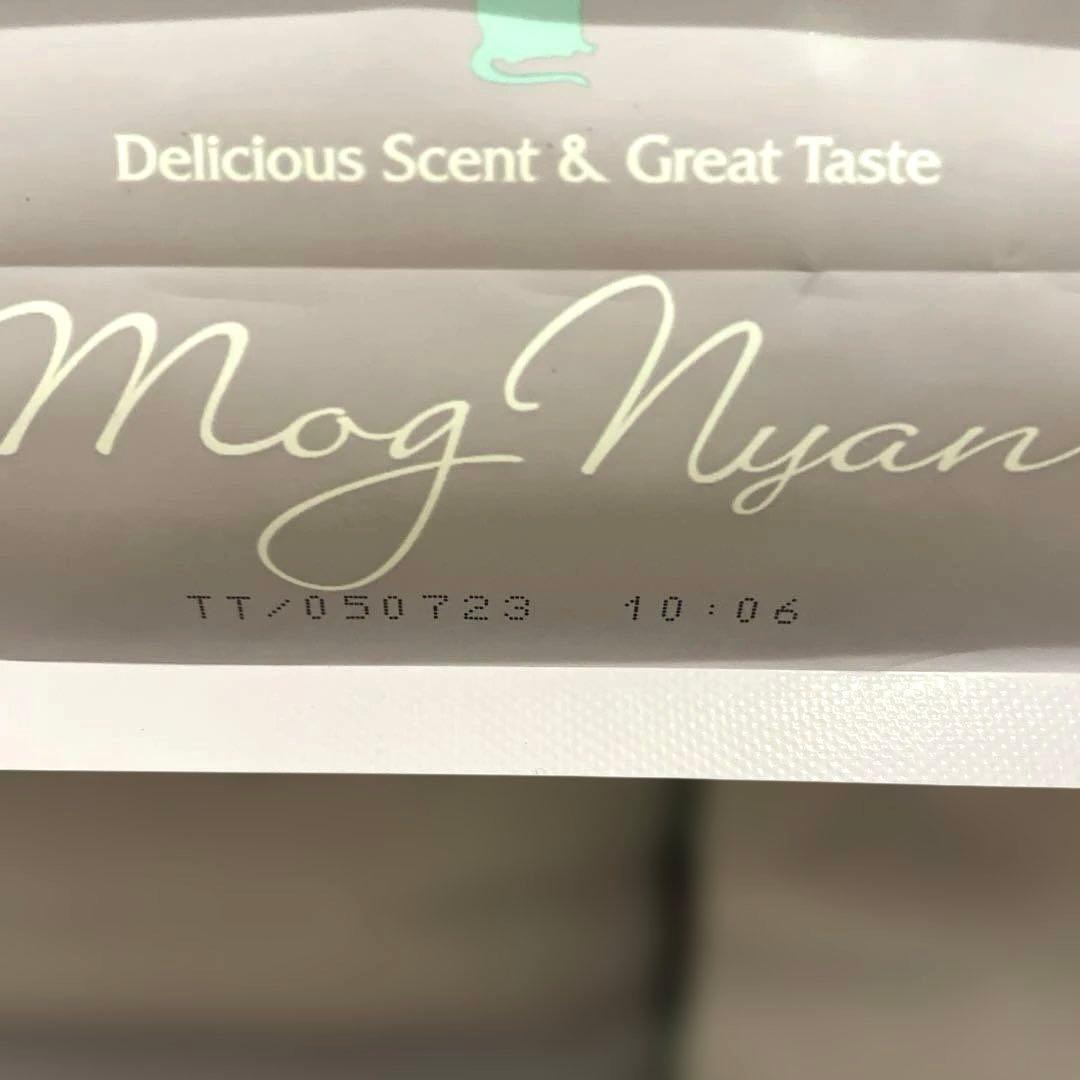 Delicious Scent & Great Taste
Mog Nyan
TT/050723 10:06